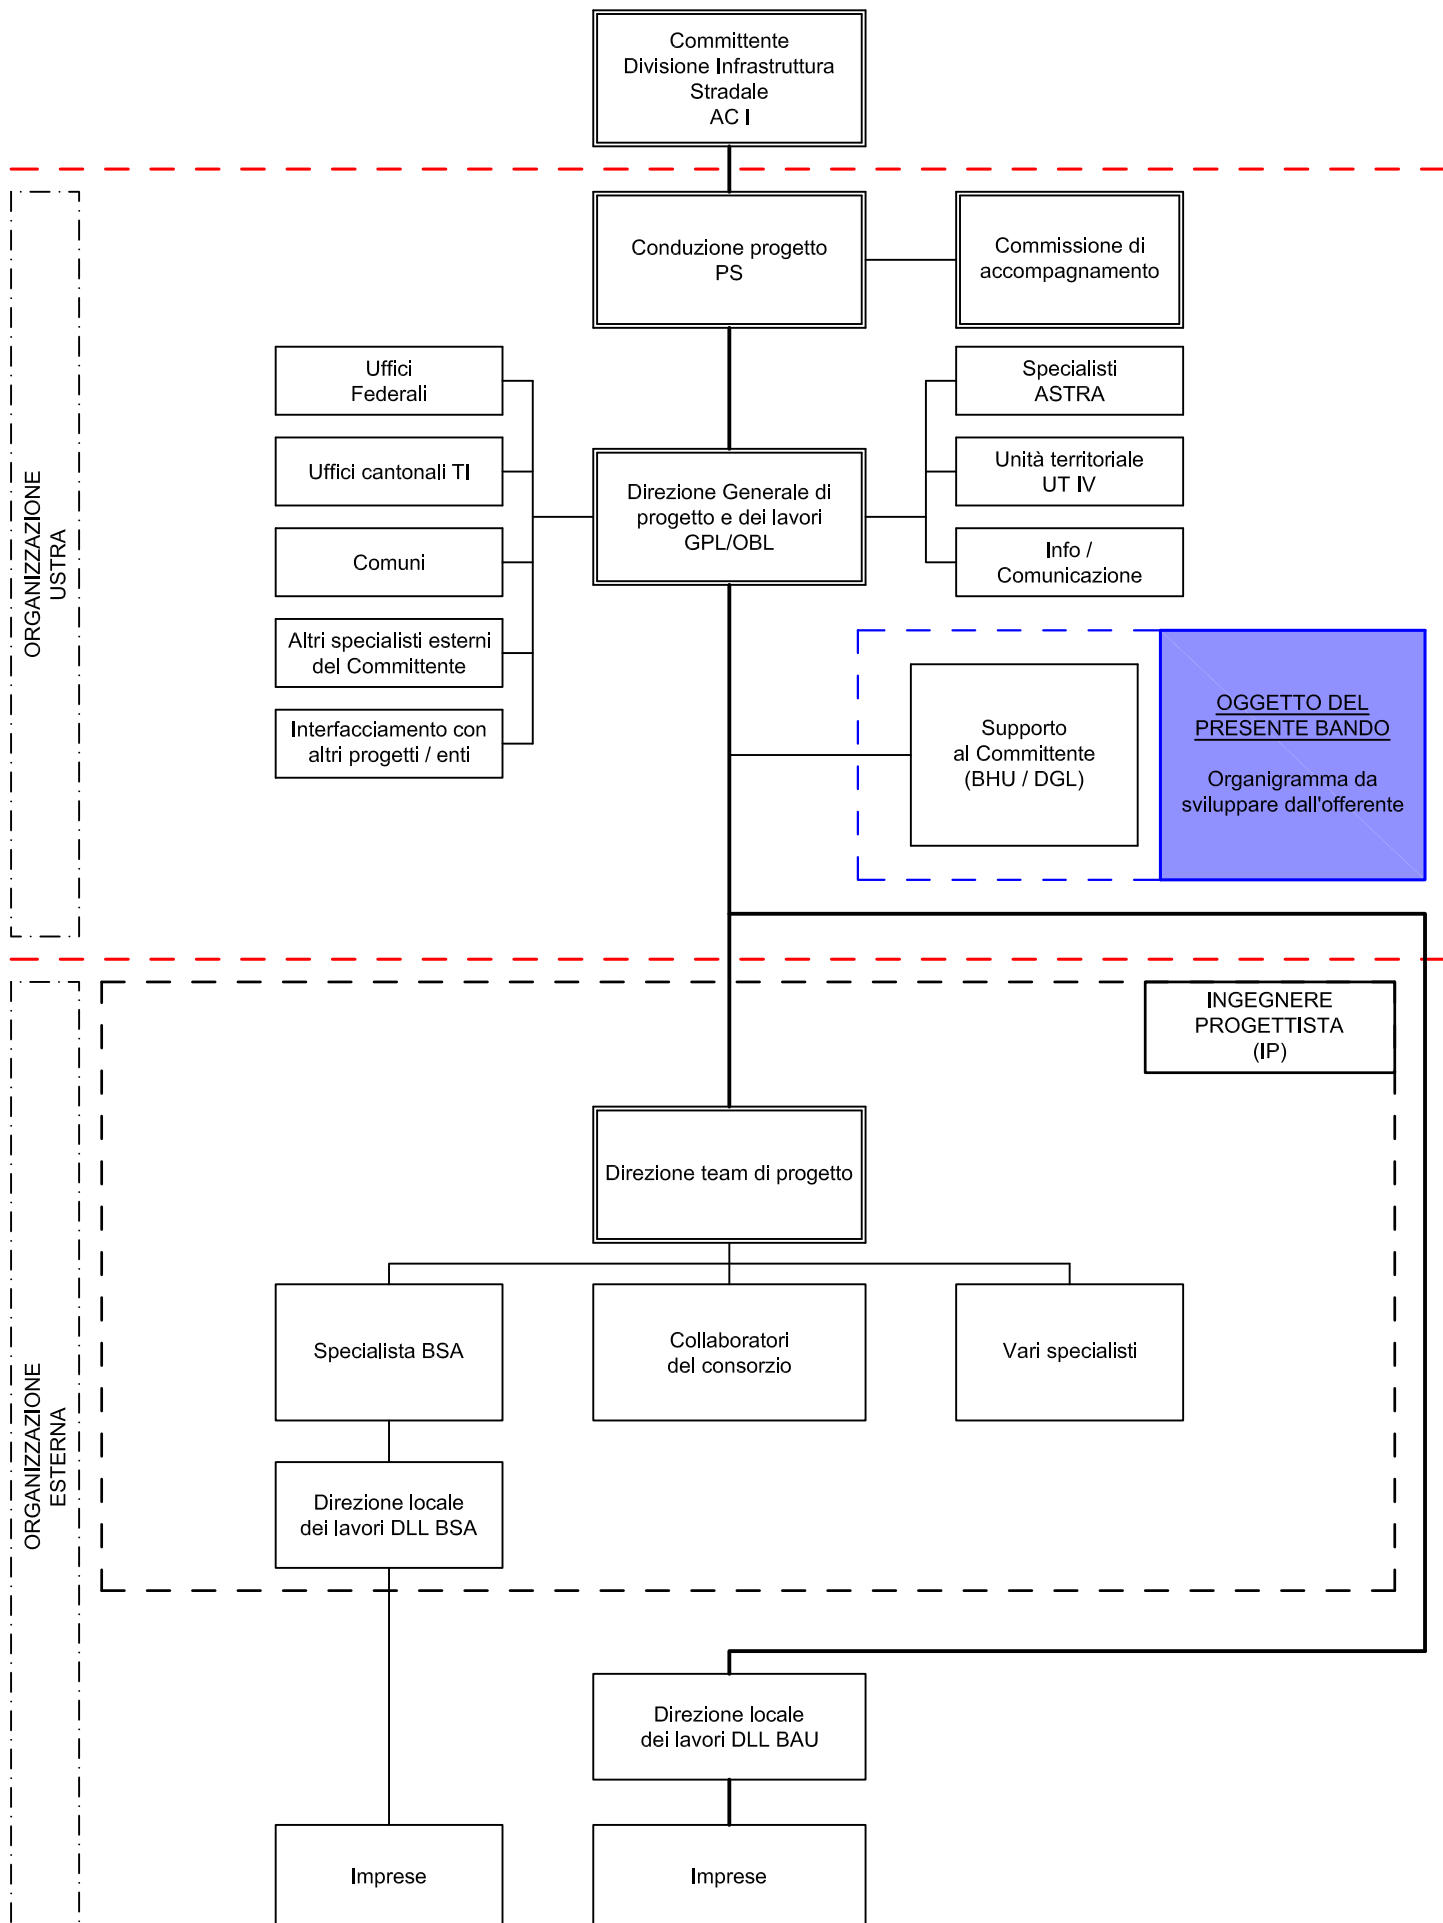 Committente
Divisione Infrastruttura
Stradale
AC I
ORGANIZZAZIONE
USTRA
Conduzione progetto
PS
Commissione di
accompagnamento
Uffici
Federali
Uffici cantonali TI
Comuni
Altri specialisti esterni
del Committente
Interfacciamento con
altri progetti / enti
Direzione Generale di
progetto e dei lavori
GPL/OBL
Specialisti
ASTRA
Unità territoriale
UT IV
Info /
Comunicazione
Supporto
al Committente
(BHU / DGL)
OGGETTO DEL
PRESENTE BANDO
Organigramma da
sviluppare dall'offerente
ORGANIZZAZIONE
ESTERNA
INGEGNERE
PROGETTISTA
(IP)
Direzione team di progetto
Specialista BSA
Collaboratori
del consorzio
Vari specialisti
Direzione locale
dei lavori DLL BSA
Direzione locale
dei lavori DLL BAU
Imprese
Imprese